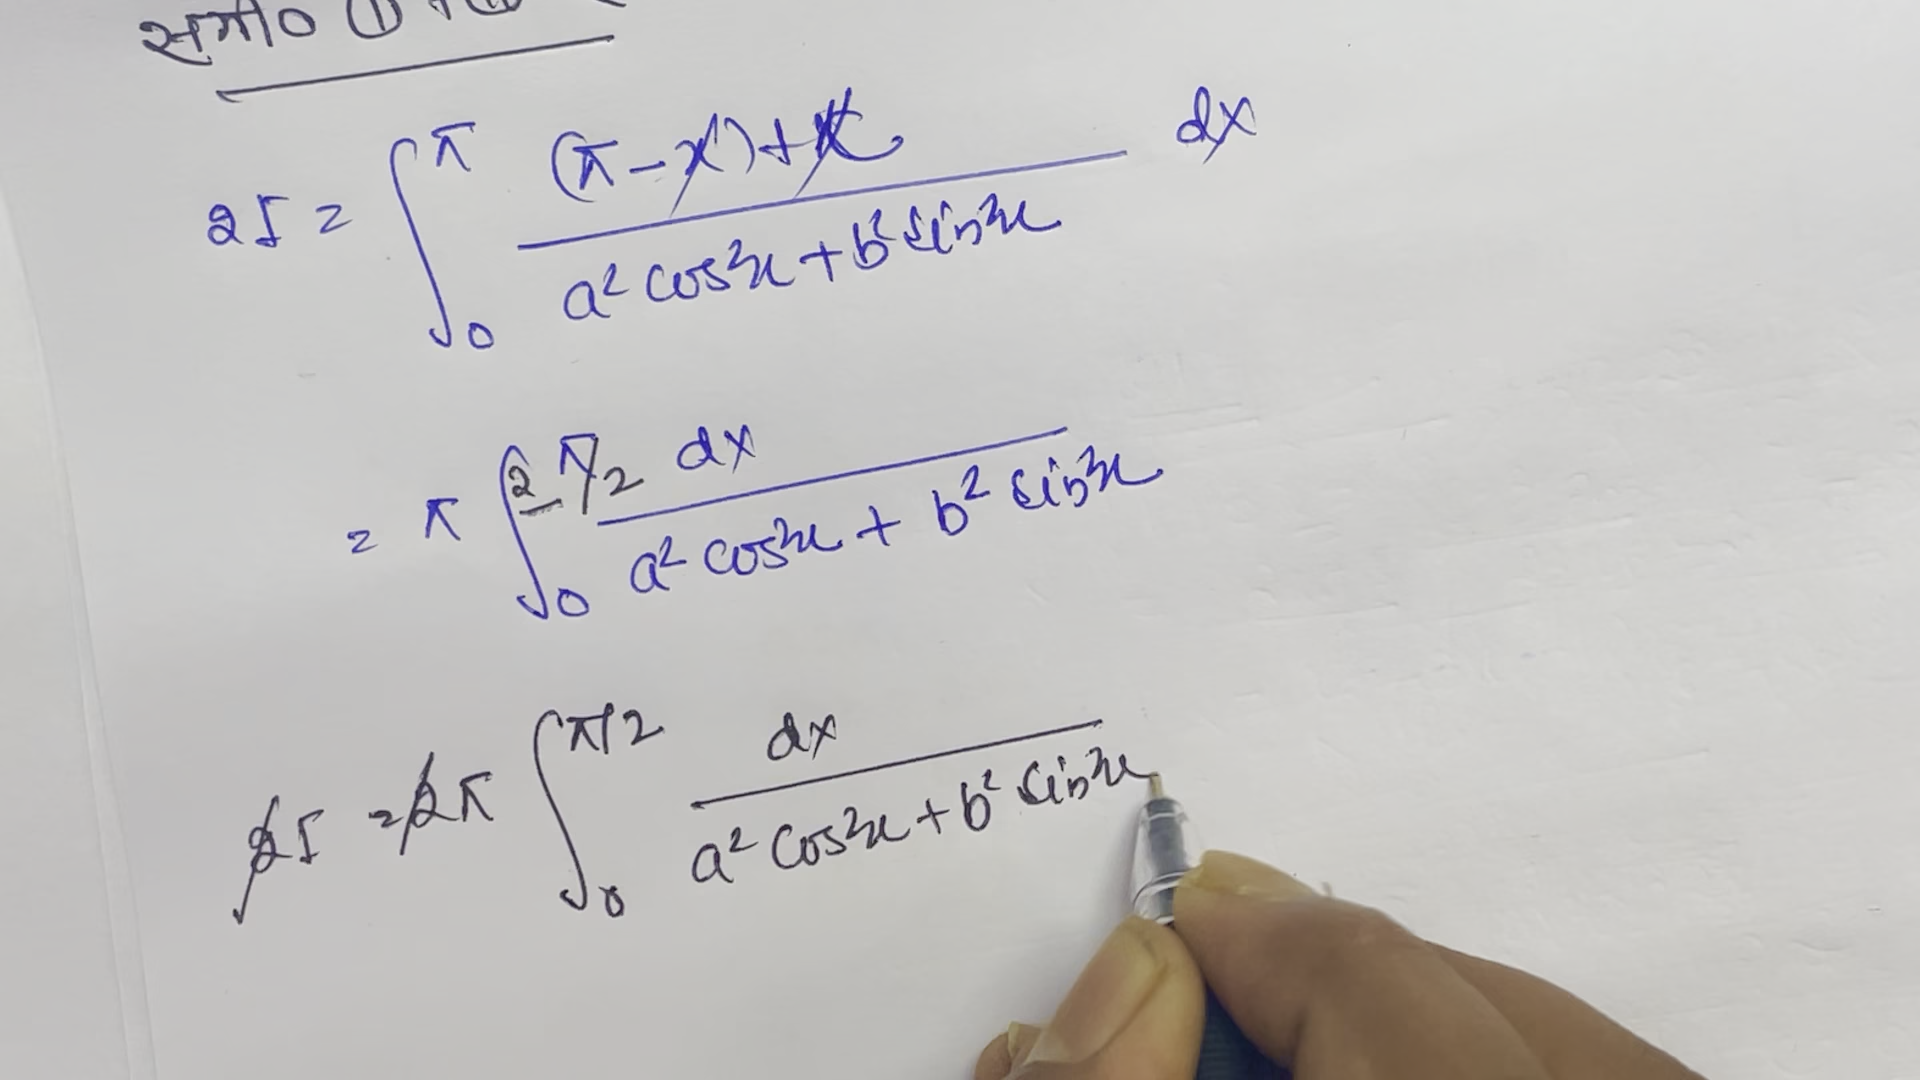 समी० ① +
2I = ∫₀^π (π-x)+x / a² cos²x + b² sin²x dx
= π ∫₀^{2 π/2} dx / a² cos²x + b² sin²x
2I = 2π ∫₀^{π/2} dx / a² cos²x + b² sin²x